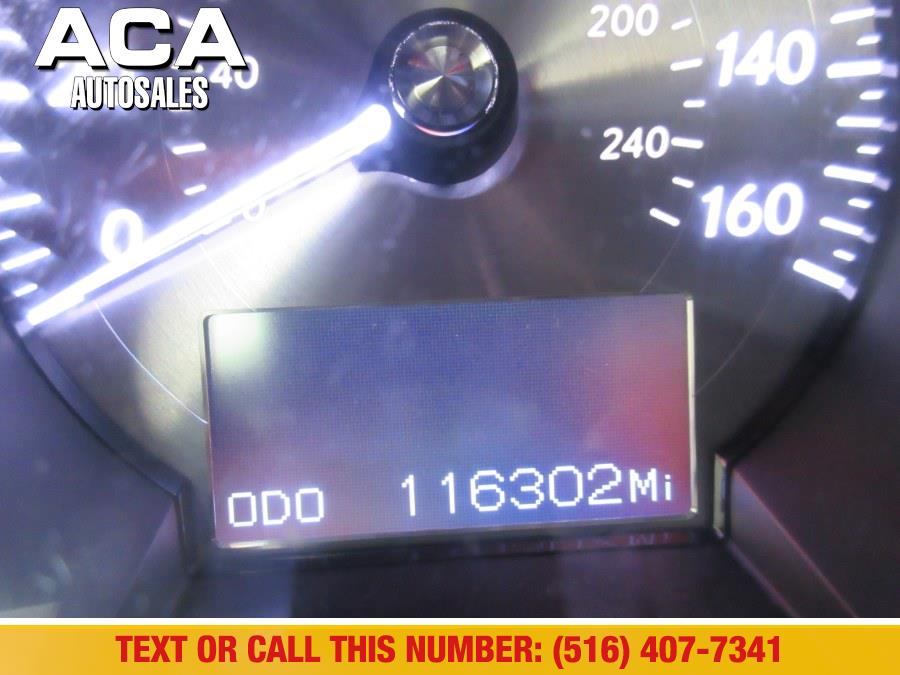 ACA
AUTOSALES
40
200
140
240
0
160
ODO 116302Mi
TEXT OR CALL THIS NUMBER: (516) 407-7341